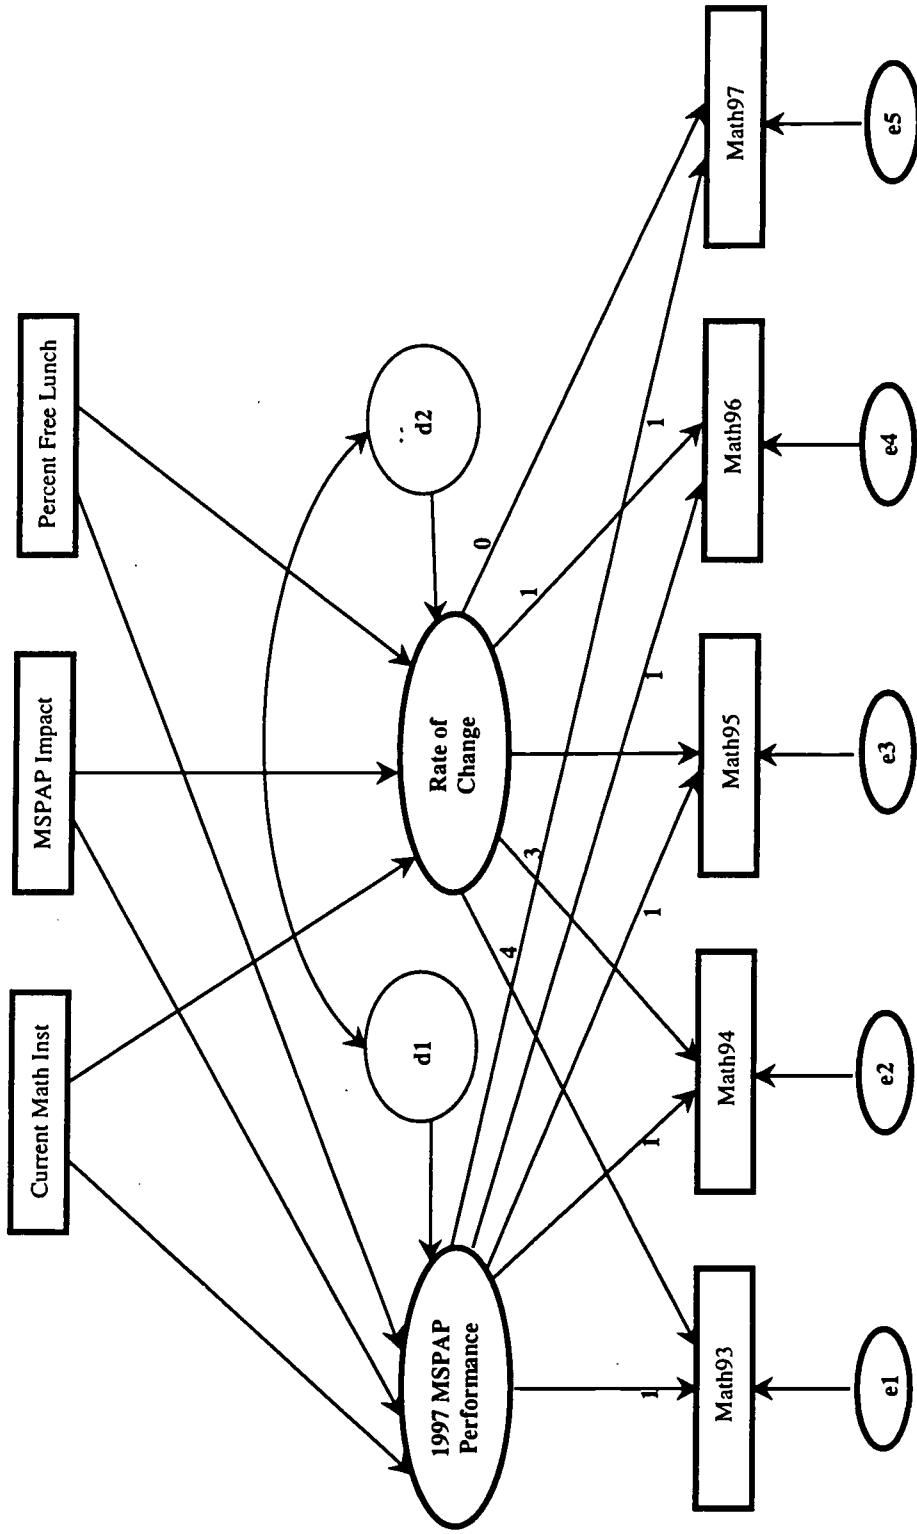 Current Math Inst
MSPAP Impact
Percent Free Lunch
d1
d2
1997 MSPAP
Performance
Rate of
Change
4
3
1
0
1
1
1
1
1
Math93
Math94
Math95
Math96
Math97
e1
e2
e3
e4
e5